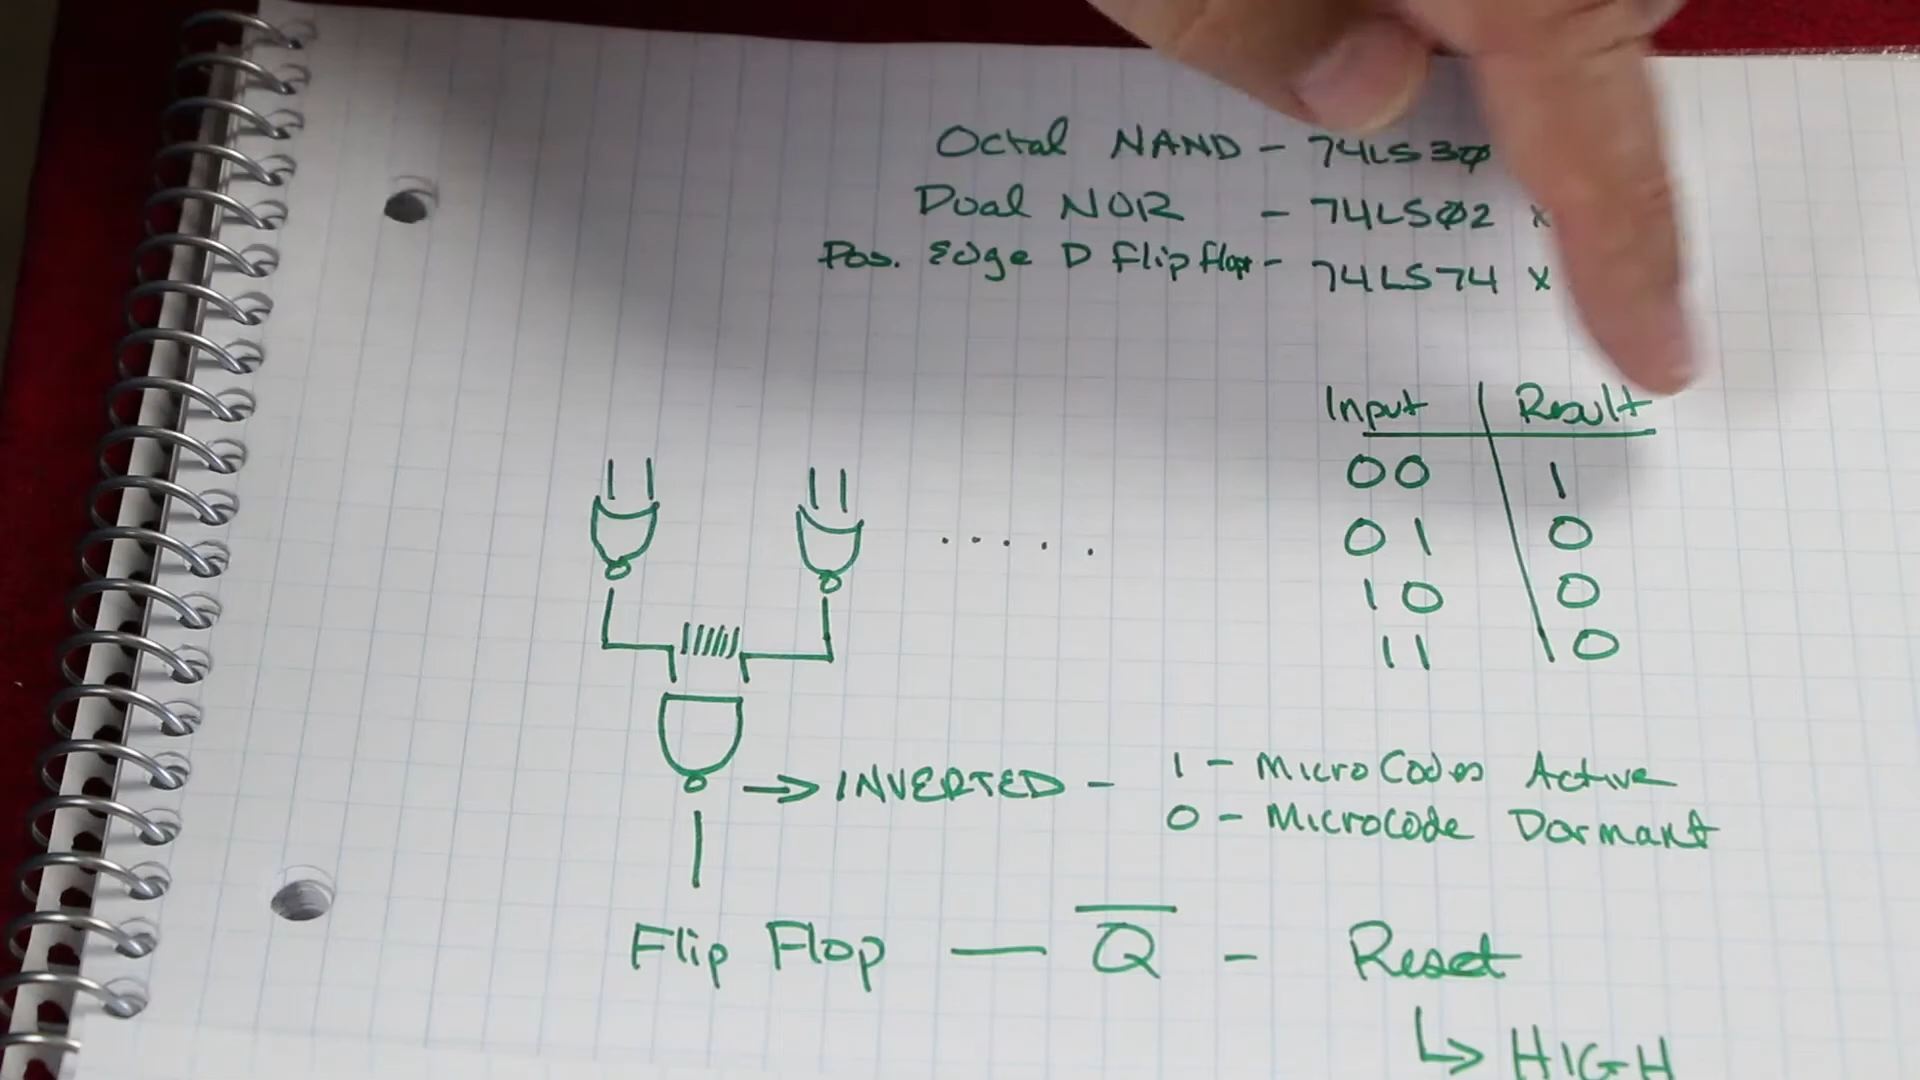 Octal NAND - 74LS30
Dual NOR - 74LS02 x
Pos. Edge D Flip Flop - 74LS74 x
Input | Result
00 1
01 0
10 0
11 0
→ INVERTED - 1 - MicroCodes Active
0 - Microcode Dormant
Flip Flop — Q̅ - Reset
↳ HIGH